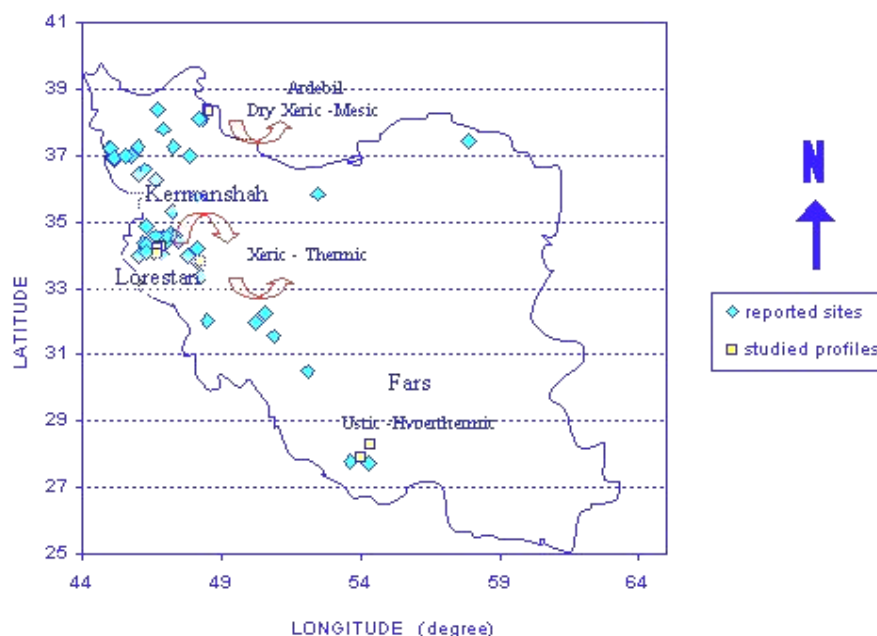 41
39
37
35
33
31
29
27
25
LATITUDE
44
49
54
59
64
LONGITUDE (degree)
Ardebil
Dry Xeric -Mesic
Kermanshah
Xeric - Thermic
Lorestan
Fars
Ustic -Hyperthermic
N
reported sites
studied profiles